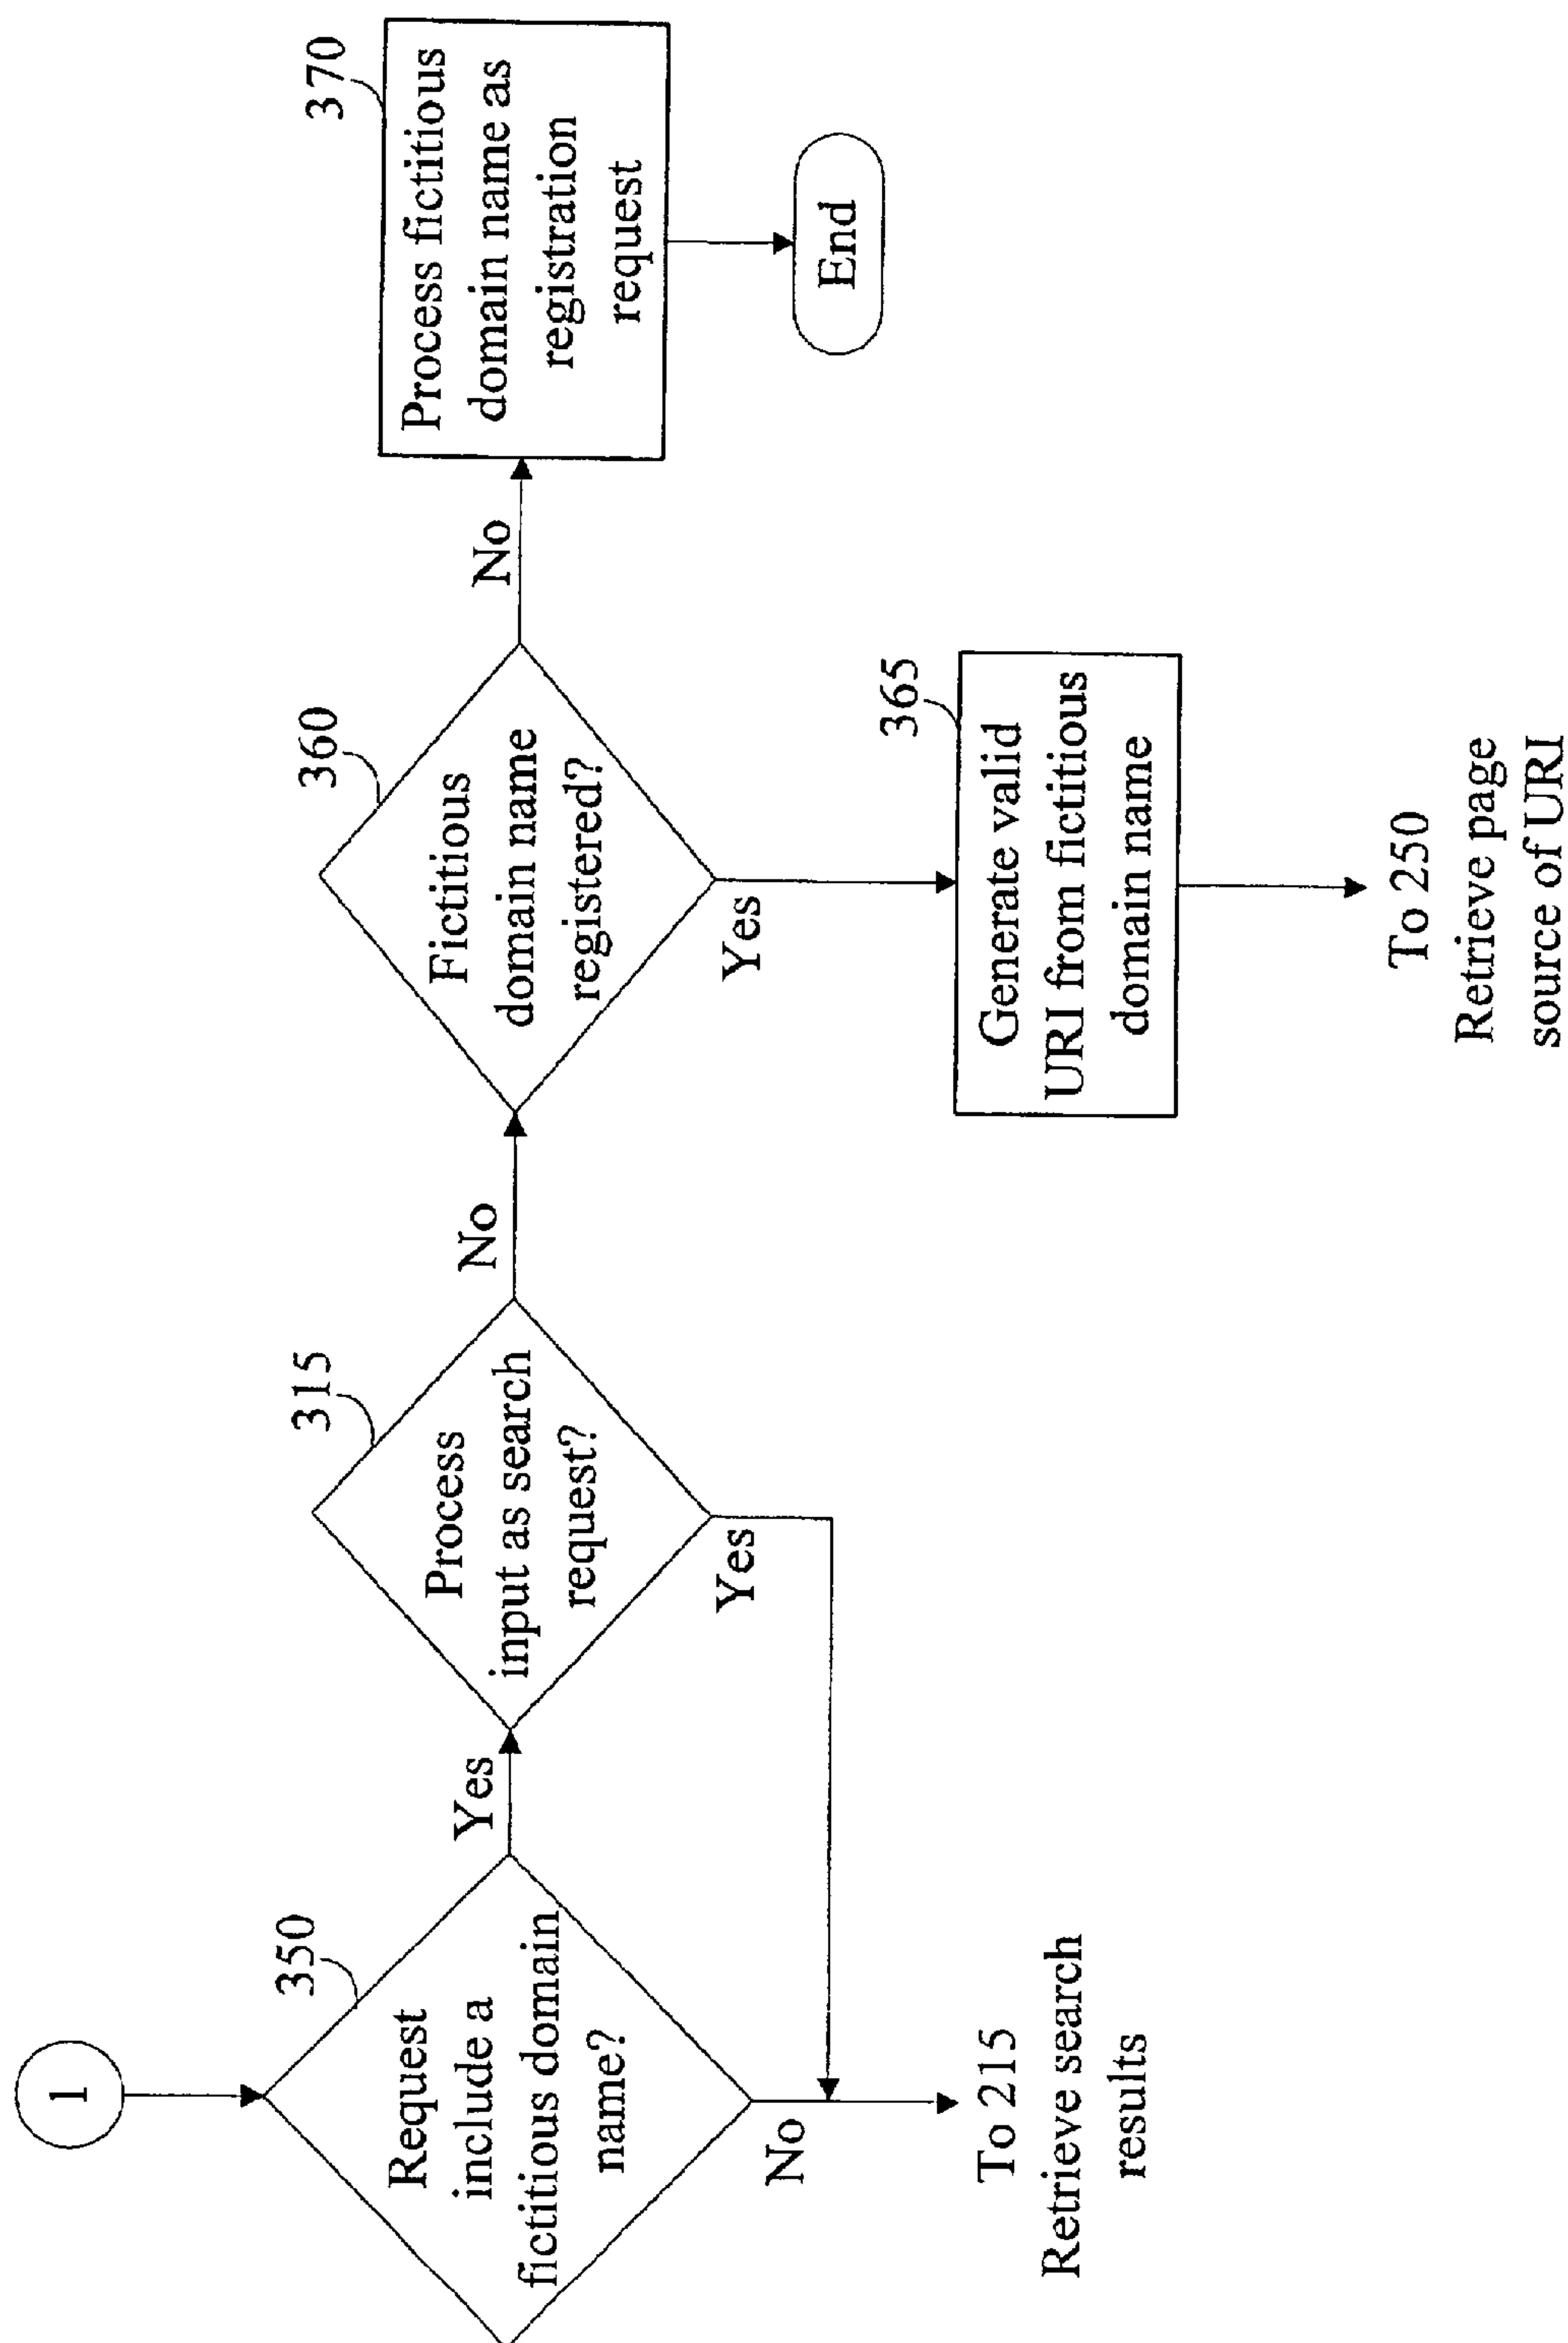 1
350
Request
include a
fictitious domain
name?
Yes
No
To 215
Retrieve search
results
315
Process
input as search
request?
No
Yes
360
Fictitious
domain name
registered?
No
Yes
365
Generate valid
URI from fictitious
domain name
To 250
Retrieve page
source of URI
370
Process fictitious
domain name as
registration
request
End